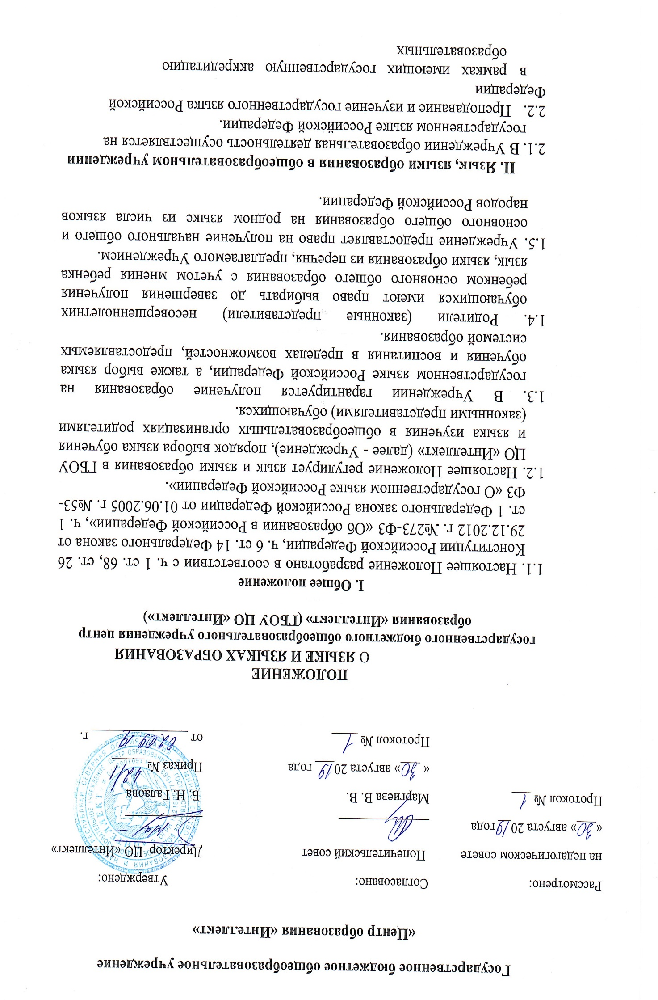 Государственное бюджетное общеобразовательное учреждение
«Центр образования «Интеллект»
Рассмотрено: Согласовано: Утверждено:
на педагогическом совете Попечительский совет Директор ЦО «Интеллект»
«30» августа 2019 года
Маргиева В. В. Б. Н. Галаова
Протокол № 1
«30» августа 2019 года Приказ № 42/1
Протокол № 1 от 02.09.19 г.
ПОЛОЖЕНИЕ
О ЯЗЫКЕ И ЯЗЫКАХ ОБРАЗОВАНИЯ
государственного бюджетного общеобразовательного учреждения центр
образования «Интеллект» (ГБОУ ЦО «Интеллект»)
I. Общее положение
1.1. Настоящее Положение разработано в соответствии с ч. 1 ст. 68, ст. 26
Конституции Российской Федерации, ч. 6 ст. 14 Федерального закона от
29.12.2012 г. №273-ФЗ «Об образовании в Российской Федерации», ч. 1
ст. 1 Федерального закона Российской Федерации от 01.06.2005 г. №53-
ФЗ «О государственном языке Российской Федерации».
1.2. Настоящее Положение регулирует язык и языки образования в ГБОУ
ЦО «Интеллект» (далее - Учреждение), порядок выбора языка обучения
и языка изучения в общеобразовательных организациях родителями
(законными представителями) обучающихся.
1.3. В Учреждении гарантируется получение образования на
государственном языке Российской Федерации, а также выбор языка
обучения и воспитания в пределах возможностей, предоставляемых
системой образования.
1.4. Родители (законные представители) несовершеннолетних
обучающихся имеют право выбирать до завершения получения
ребенком основного общего образования с учетом мнения ребенка
язык, языки образования из перечня, предлагаемого Учреждением.
1.5. Учреждение предоставляет право на получение начального общего и
основного общего образования на родном языке из числа языков
народов Российской Федерации.
II. Язык, языки образования в общеобразовательном учреждении
2.1. В Учреждении образовательная деятельность осуществляется на
государственном языке Российской Федерации.
2.2. Преподавание и изучение государственного языка Российской
Федерации
в рамках имеющих государственную аккредитацию
образовательных